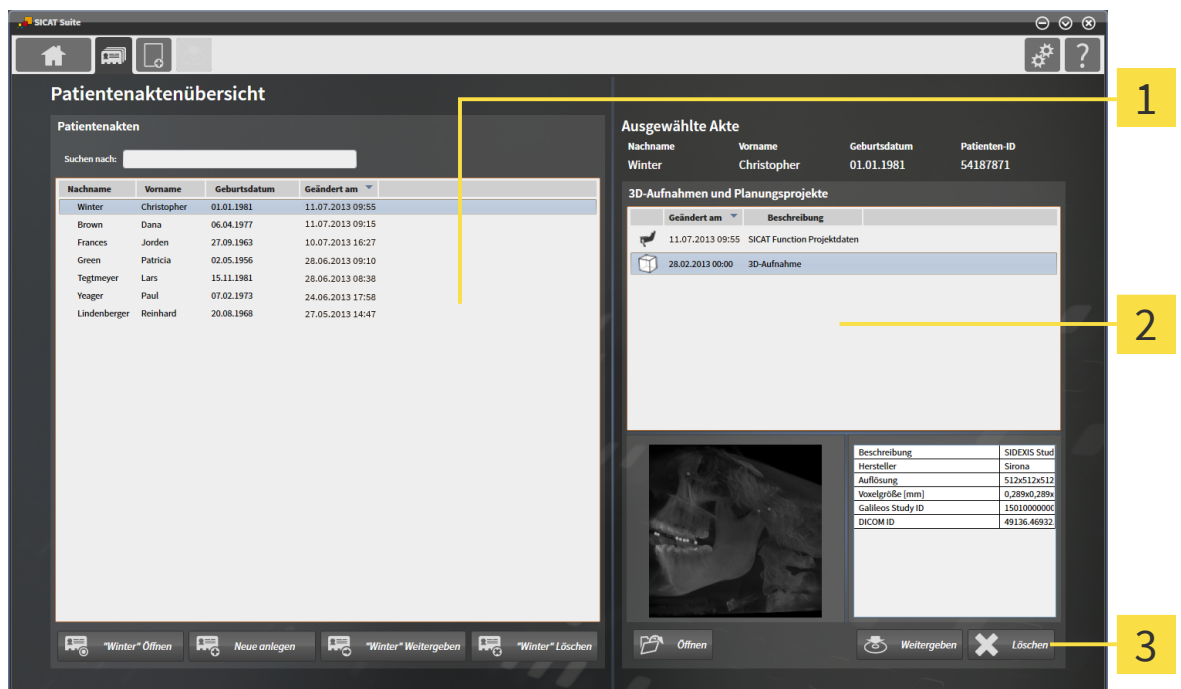 SICAT Suite
?
Patientenaktenübersicht
Patientenakten
Suchen nach:
Nachname Vorname Geburtsdatum Geändert am
Winter Christopher 01.01.1981 11.07.2013 09:55
Brown Dana 06.04.1977 11.07.2013 09:15
Frances Jorden 27.09.1963 10.07.2013 16:27
Green Patricia 02.05.1956 28.06.2013 09:10
Tegtmeyer Lars 15.11.1981 28.06.2013 08:38
Yeager Paul 07.02.1973 24.06.2013 17:58
Lindenberger Reinhard 20.08.1968 27.05.2013 14:47
"Winter" Öffnen
Neue anlegen
"Winter" Weitergeben
"Winter" Löschen
Ausgewählte Akte
Nachname Vorname Geburtsdatum Patienten-ID
Winter Christopher 01.01.1981 54187871
3D-Aufnahmen und Planungsprojekte
Geändert am Beschreibung
11.07.2013 09:55 SICAT Function Projektdaten
28.02.2013 00:00 3D-Aufnahme
Beschreibung SIDEXIS Stud
Hersteller Sirona
Auflösung 512x512x512
Voxelgröße [mm] 0,289x0,289x
Galileos Study ID 15010000000
DICOM ID 49136.46932.
Öffnen
Weitergeben
Löschen
1
2
3